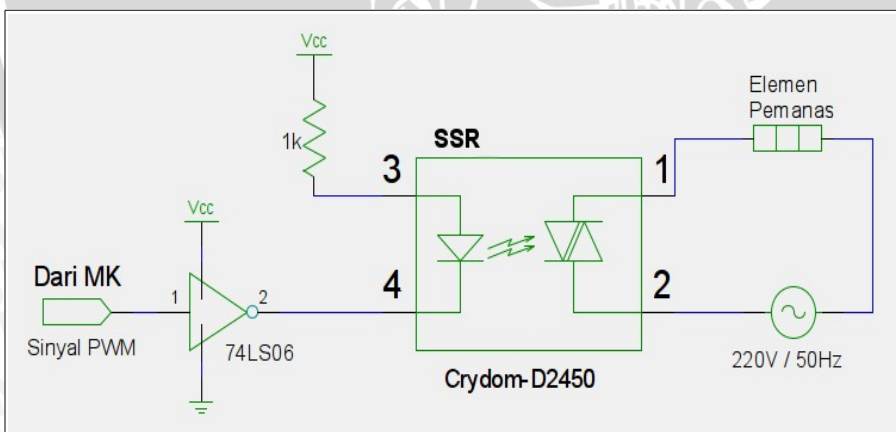 Vcc
1k
SSR
3
1
Elemen
Pemanas
Vcc
Dari MK
1
2
4
2
Sinyal PWM
74LS06
Crydom-D2450
220V / 50Hz